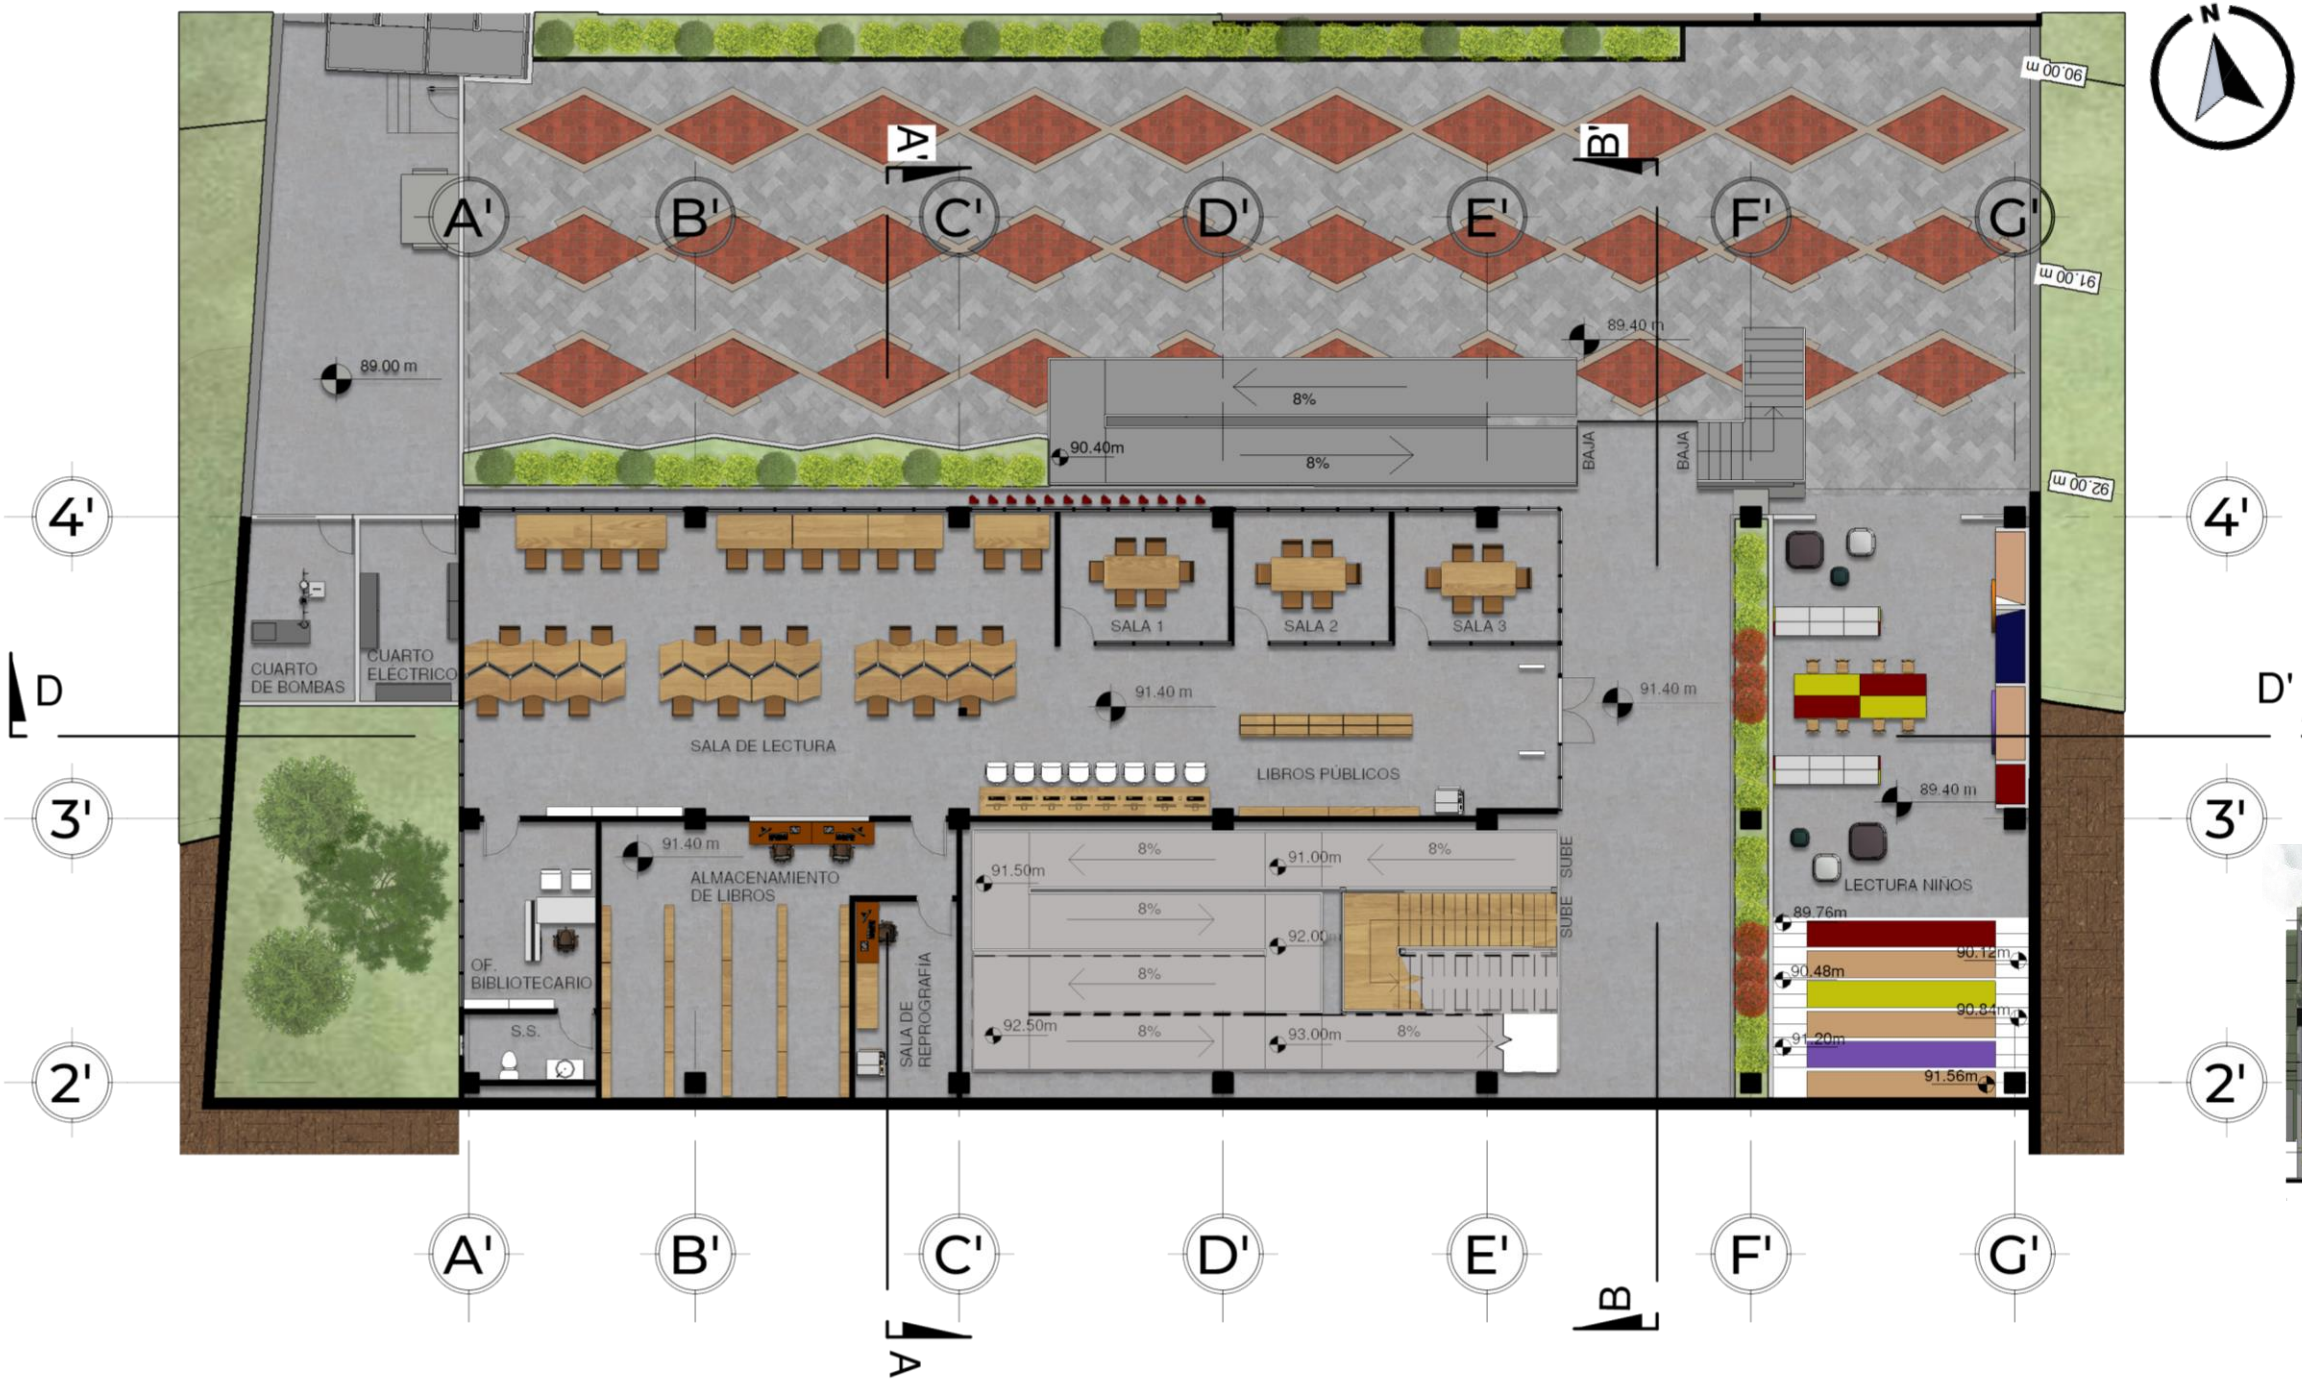 N
90.00 m
A'
B'
A'
B'
C'
D'
E'
F'
G'
91.00 m
89.40 m
89.00 m
8%
90.40m
8%
BAJA
BAJA
92.00 m
4'
4'
SALA 1
SALA 2
SALA 3
CUARTO
DE BOMBAS
CUARTO
ELÉCTRICO
D
D'
91.40 m
91.40 m
SALA DE LECTURA
LIBROS PÚBLICOS
89.40 m
3'
3'
91.40 m
ALMACENAMIENTO
DE LIBROS
8%
91.00m
8%
SUBE
91.50m
LECTURA NIÑOS
8%
SUBE
89.76m
92.00m
90.12m
OF.
BIBLIOTECARIO
8%
90.48m
SALA DE
REPROGRAFÍA
S.S.
92.50m
8%
93.00m
8%
90.84m
91.20m
91.56m
2'
2'
A'
B'
C'
D'
E'
F'
G'
B
A